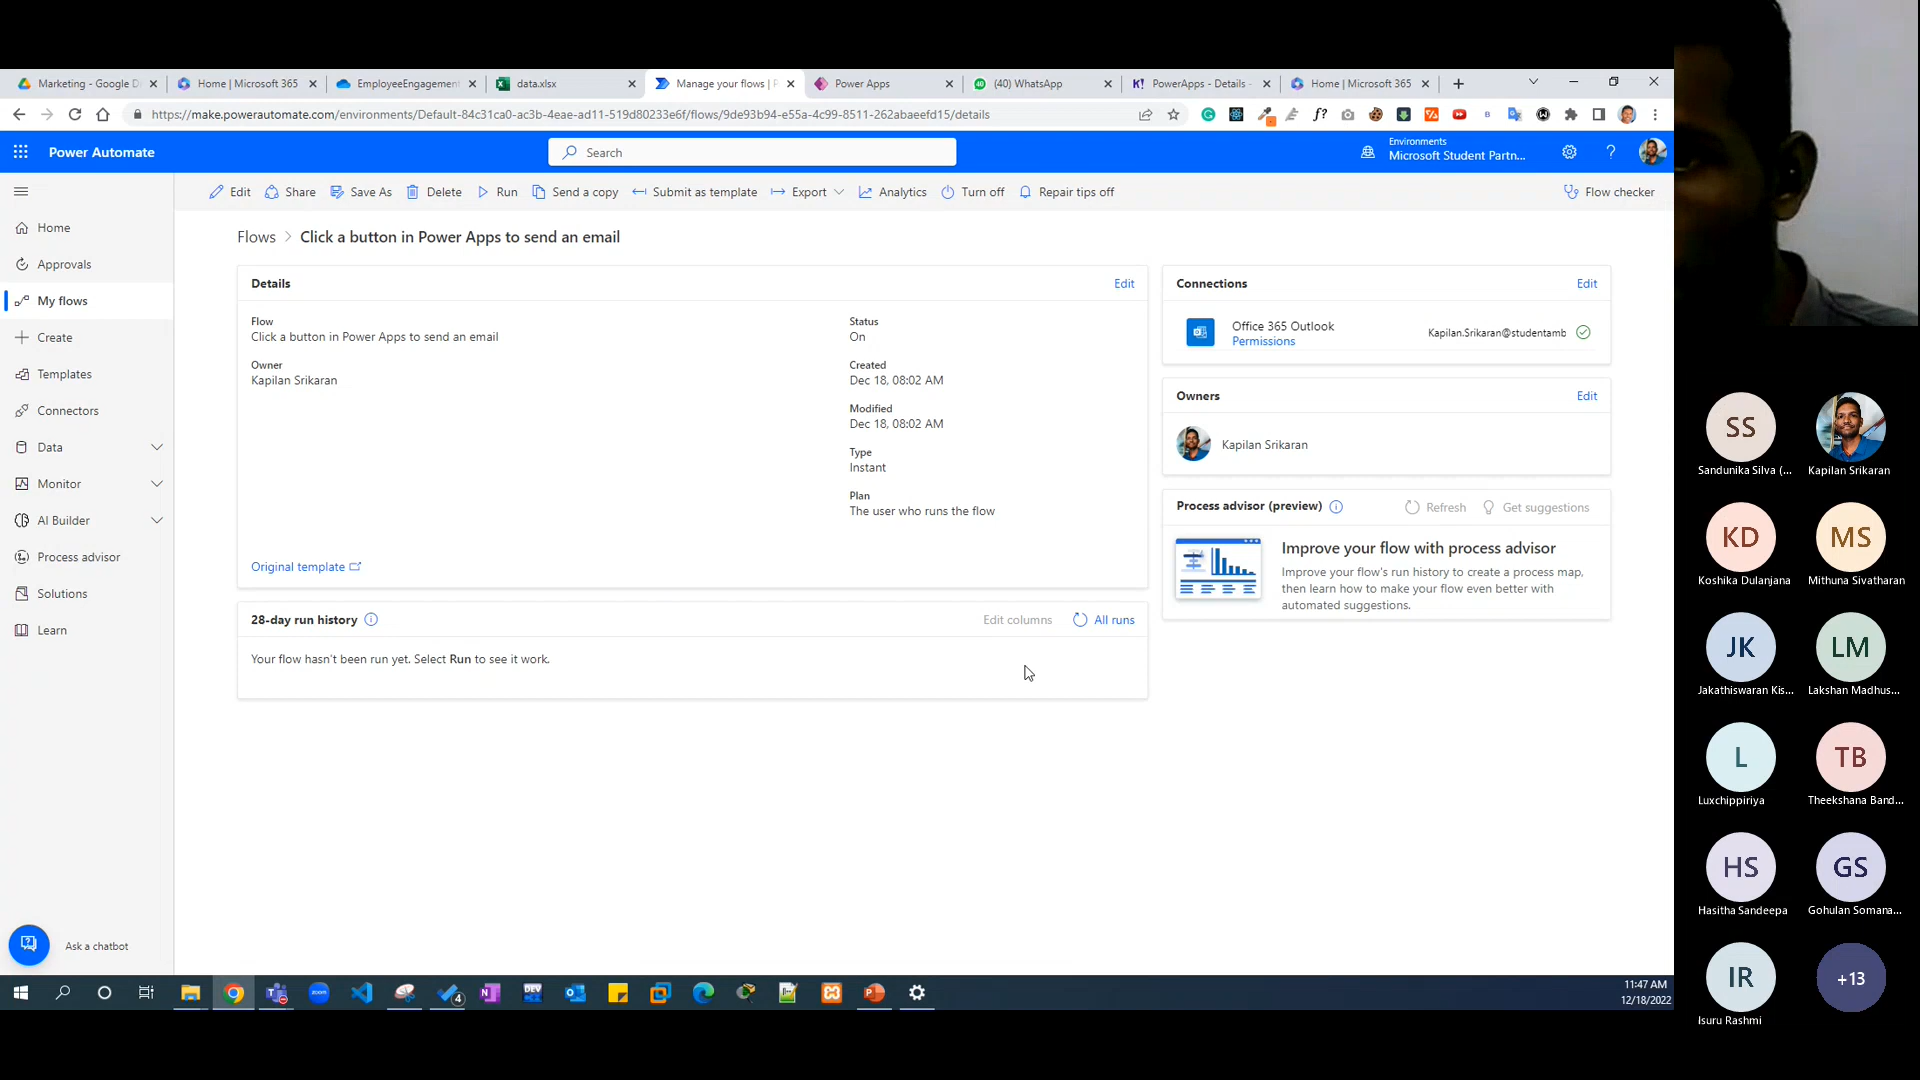 Marketing - Google D
Home | Microsoft 365
EmployeeEngagement
data.xlsx
Manage your flows | P
Power Apps
(40) WhatsApp
PowerApps - Details -
Home | Microsoft 365
https://make.powerautomate.com/environments/Default-84c31ca0-ac3b-4eae-ad11-519d80233e6f/flows/9de93b94-e55a-4c99-8511-262abaeefd15/details
Power Automate
Search
Environments
Microsoft Student Partn...
Edit
Share
Save As
Delete
Run
Send a copy
Submit as template
Export
Analytics
Turn off
Repair tips off
Flow checker
Home
Approvals
My flows
Create
Templates
Connectors
Data
Monitor
AI Builder
Process advisor
Solutions
Learn
Ask a chatbot
Flows > Click a button in Power Apps to send an email
Details
Edit
Flow
Click a button in Power Apps to send an email
Owner
Kapilan Srikaran
Status
On
Created
Dec 18, 08:02 AM
Modified
Dec 18, 08:02 AM
Type
Instant
Plan
The user who runs the flow
Original template
28-day run history
Edit columns
All runs
Your flow hasn't been run yet. Select Run to see it work.
Connections
Edit
Office 365 Outlook
Permissions
Kapilan.Srikaran@studentamb
Owners
Edit
Kapilan Srikaran
Process advisor (preview)
Refresh
Get suggestions
Improve your flow with process advisor
Improve your flow's run history to create a process map,
then learn how to make your flow even better with
automated suggestions.
11:47 AM
12/18/2022
SS
Sandunika Silva (...
Kapilan Srikaran
KD
Koshika Dulanjana
MS
Mithuna Sivatharan
JK
Jakathiswaran Kis...
LM
Lakshan Madhus...
L
Luxchippiriya
TB
Theekshana Band...
HS
Hasitha Sandeepa
GS
Gohulan Somana...
IR
Isuru Rashmi
+13